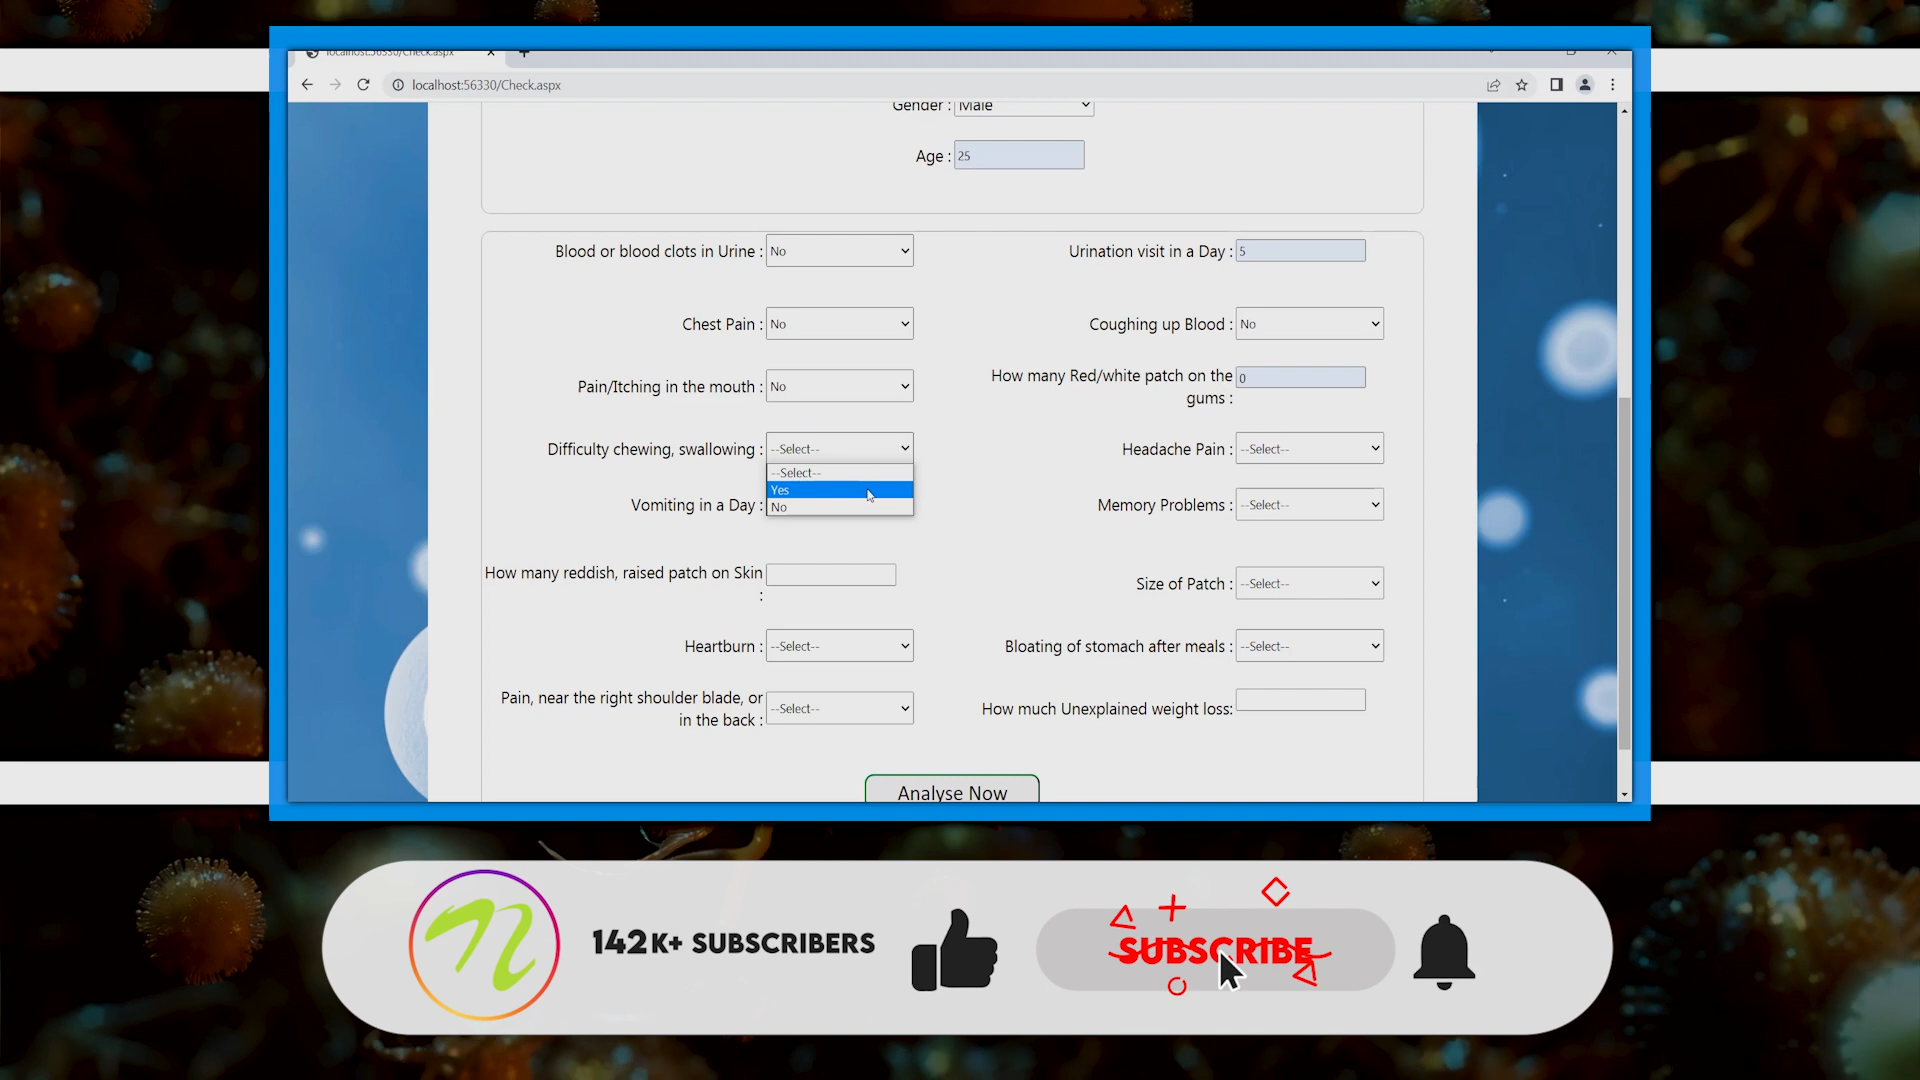 localhost:56330/Check.aspx
localhost:56330/Check.aspx
Gender : Male
Age : 25
Blood or blood clots in Urine : No
Urination visit in a Day : 5
Chest Pain : No
Coughing up Blood : No
Pain/Itching in the mouth : No
How many Red/white patch on the
gums :
0
Difficulty chewing, swallowing : --Select--
--Select--
Yes
No
Headache Pain : --Select--
Vomiting in a Day :
Memory Problems : --Select--
How many reddish, raised patch on Skin
:
Size of Patch : --Select--
Heartburn : --Select--
Bloating of stomach after meals : --Select--
Pain, near the right shoulder blade, or
in the back :
--Select--
How much Unexplained weight loss:
Analyse Now
n
142K+ SUBSCRIBERS
SUBSCRIBE